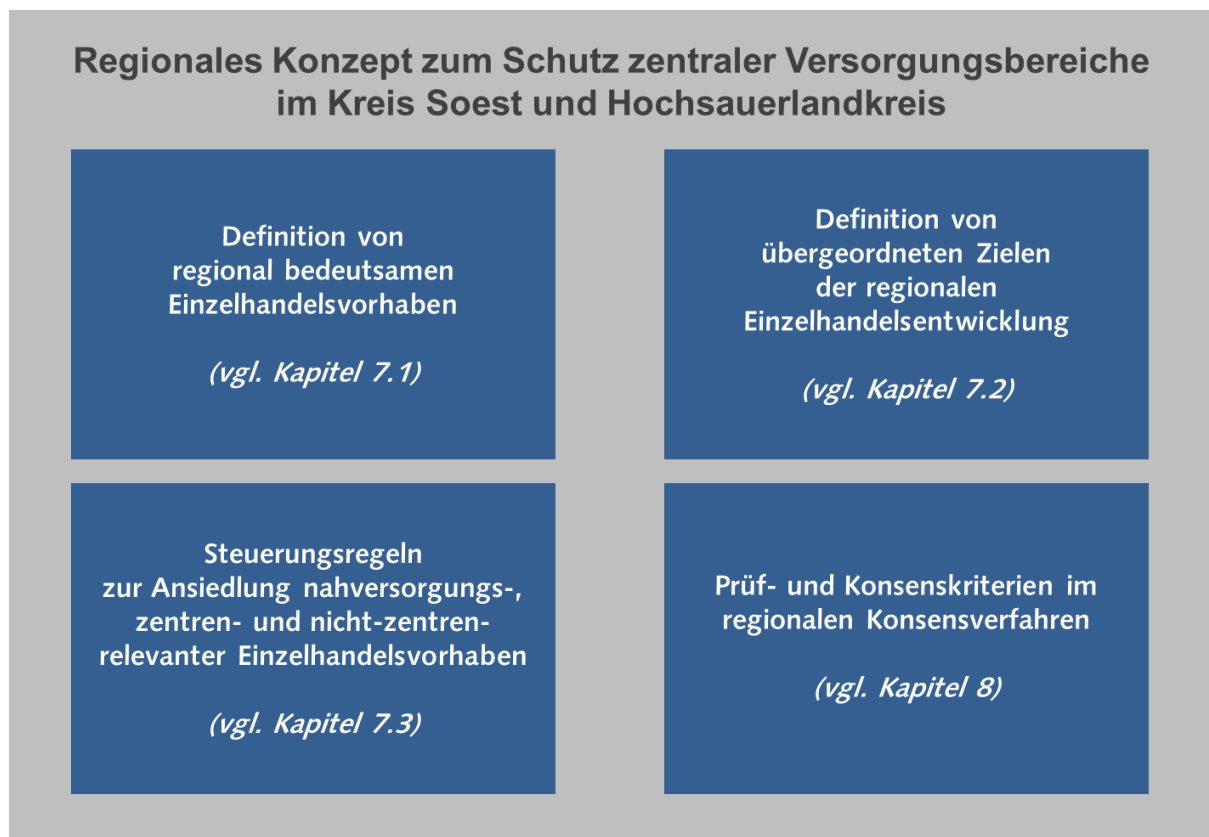 Regionales Konzept zum Schutz zentraler Versorgungsbereiche
im Kreis Soest und Hochsauerlandkreis
Definition von
regional bedeutsamen
Einzelhandelsvorhaben
(vgl. Kapitel 7.1)
Definition von
übergeordneten Zielen
der regionalen
Einzelhandelsentwicklung
(vgl. Kapitel 7.2)
Steuerungsregeln
zur Ansiedlung nahversorgungs-,
zentren- und nicht-zentren-
relevanter Einzelhandelsvorhaben
(vgl. Kapitel 7.3)
Prüf- und Konsenskriterien im
regionalen Konsensverfahren
(vgl. Kapitel 8)